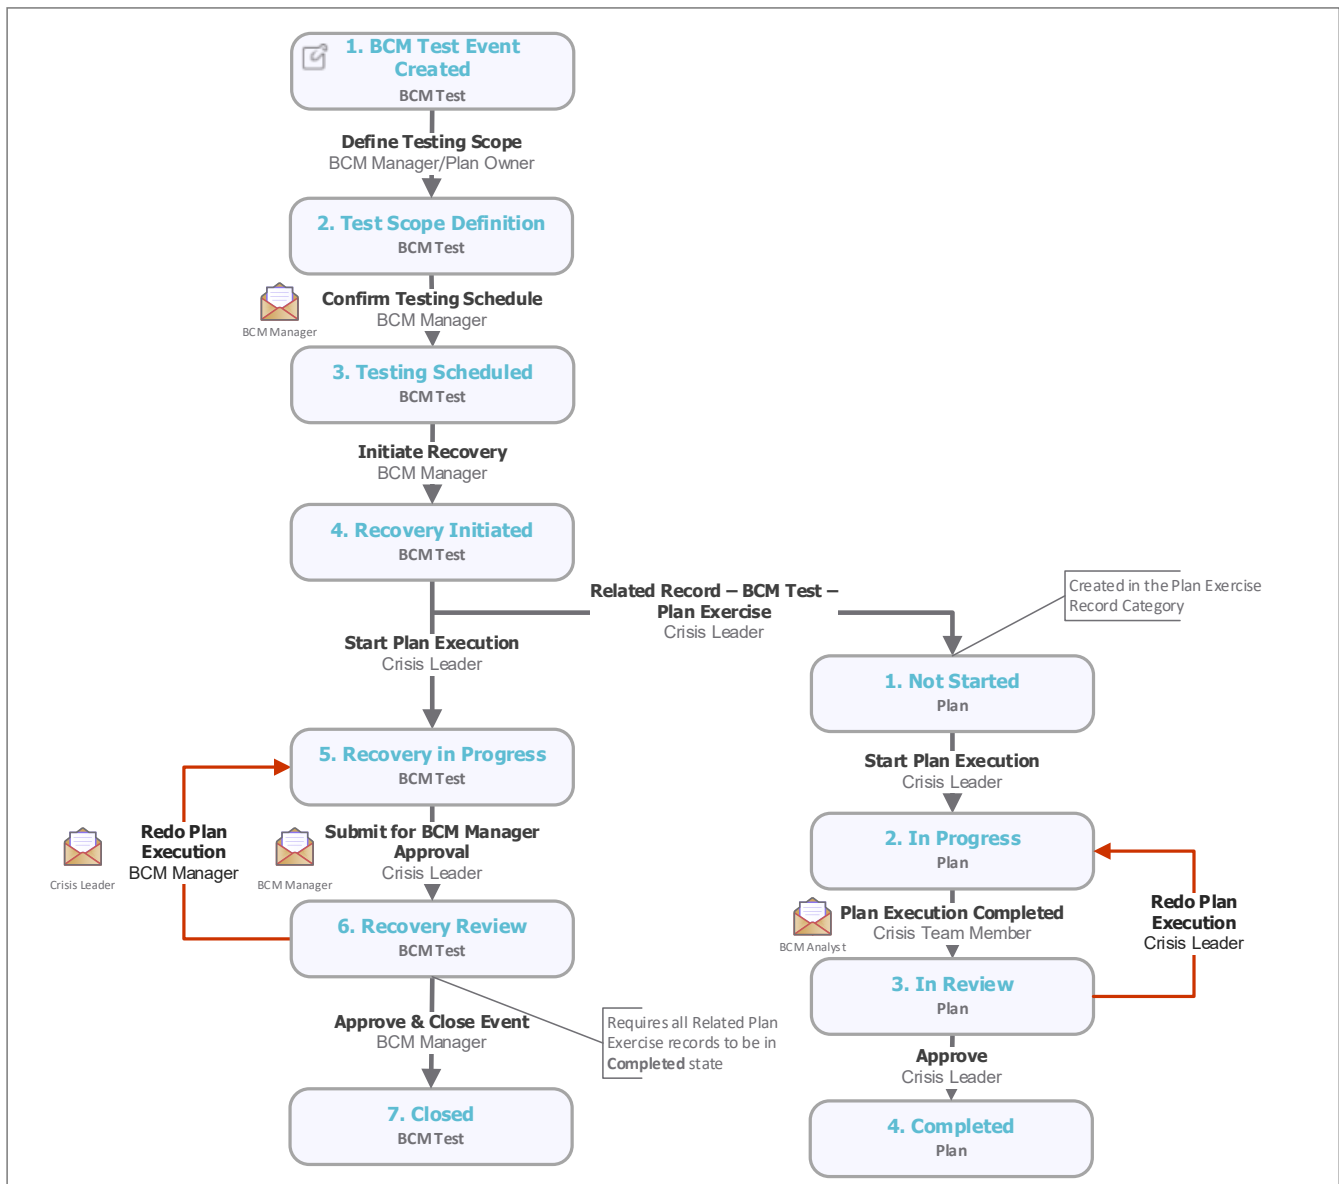 1. BCM Test Event
Created
BCM Test
Define Testing Scope
BCM Manager/Plan Owner
2. Test Scope Definition
BCM Test
BCM Manager
Confirm Testing Schedule
BCM Manager
3. Testing Scheduled
BCM Test
Initiate Recovery
BCM Manager
4. Recovery Initiated
BCM Test
Related Record – BCM Test –
Plan Exercise
Crisis Leader
Created in the Plan Exercise
Record Category
Start Plan Execution
Crisis Leader
5. Recovery in Progress
BCM Test
Crisis Leader
Redo Plan
Execution
BCM Manager
BCM Manager
Submit for BCM Manager
Approval
Crisis Leader
6. Recovery Review
BCM Test
Approve & Close Event
BCM Manager
Requires all Related Plan
Exercise records to be in
Completed state
7. Closed
BCM Test
1. Not Started
Plan
Start Plan Execution
Crisis Leader
2. In Progress
Plan
BCM Analyst
Plan Execution Completed
Crisis Team Member
Redo Plan
Execution
Crisis Leader
3. In Review
Plan
Approve
Crisis Leader
4. Completed
Plan